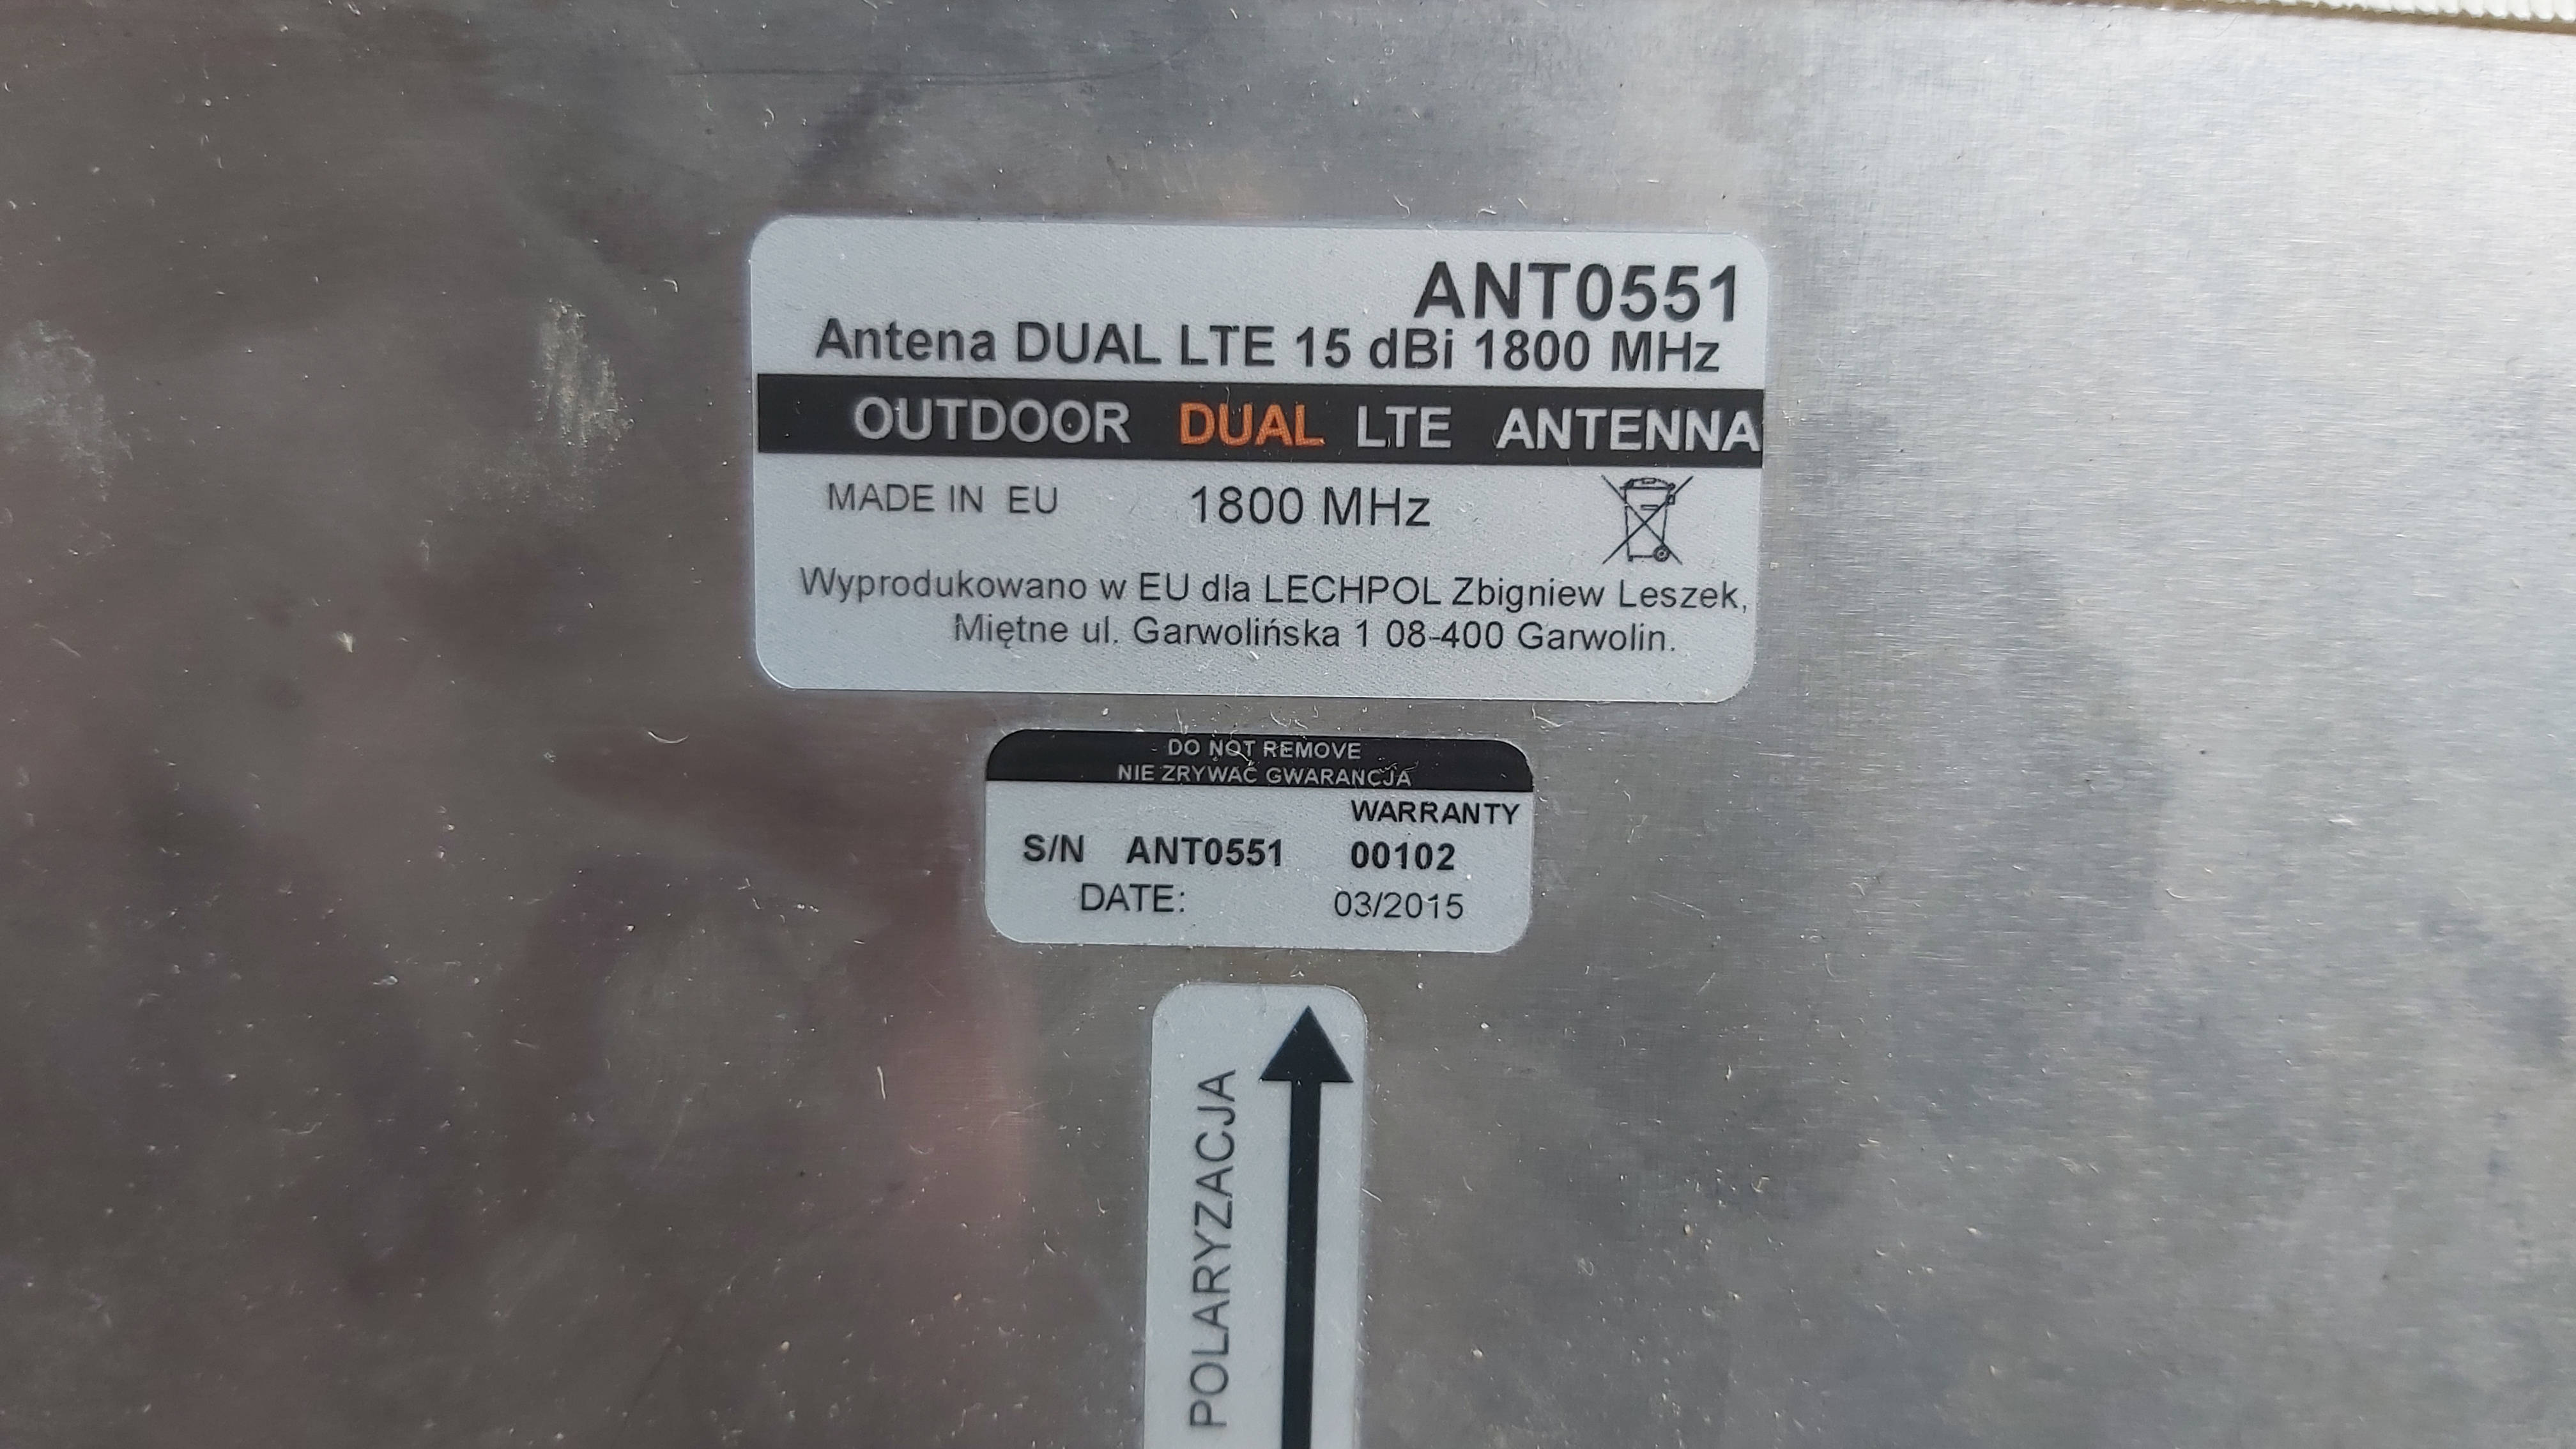 ANT0551
Antena DUAL LTE 15 dBi 1800 MHz
OUTDOOR DUAL LTE ANTENNA
MADE IN EU 1800 MHz
Wyprodukowano w EU dla LECHPOL Zbigniew Leszek,
Miętne ul. Garwolińska 1 08-400 Garwolin.
DO NOT REMOVE
NIE ZRYWAĆ GWARANCJA
WARRANTY
S/N ANT0551 00102
DATE: 03/2015
POLARYZACJA